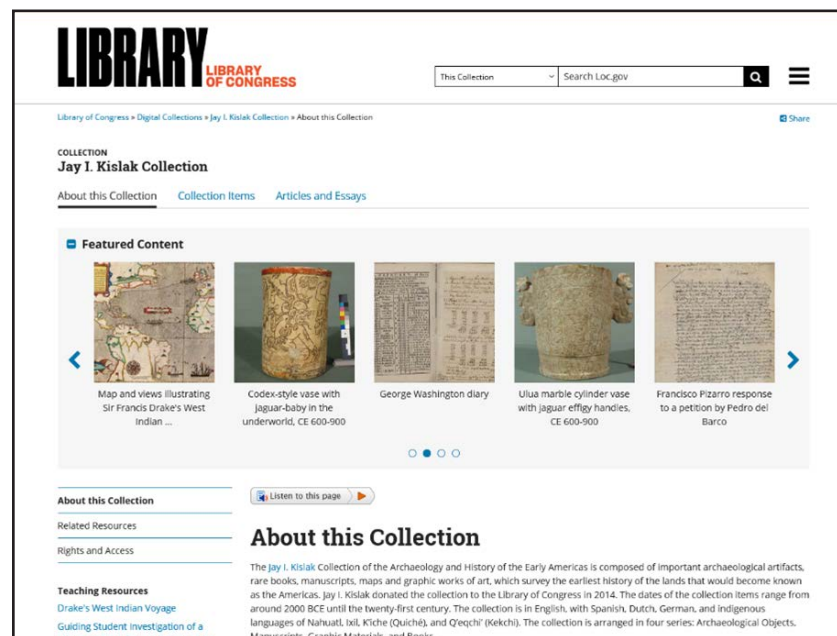 LIBRARY
LIBRARY
OF CONGRESS
This Collection
Search Loc.gov
Library of Congress » Digital Collections » Jay I. Kislak Collection » About this Collection
Share
COLLECTION
Jay I. Kislak Collection
About this Collection
Collection Items
Articles and Essays
Featured Content
Map and views illustrating
Sir Francis Drake's West
Indian ...
Codex-style vase with
jaguar-baby in the
underworld, CE 600-900
George Washington diary
Ulua marble cylinder vase
with jaguar effigy handles,
CE 600-900
Francisco Pizarro response
to a petition by Pedro del
Barco
About this Collection
Related Resources
Rights and Access
Teaching Resources
Drake's West Indian Voyage
Guiding Student Investigation of a
Listen to this page
About this Collection
The Jay I. Kislak Collection of the Archaeology and History of the Early Americas is composed of important archaeological artifacts,
rare books, manuscripts, maps and graphic works of art, which survey the earliest history of the lands that would become known
as the Americas. Jay I. Kislak donated the collection to the Library of Congress in 2014. The dates of the collection items range from
around 2000 BCE until the twenty-first century. The collection is in English, with Spanish, Dutch, German, and indigenous
languages of Nahuatl, Ixil, K'iche (Quiché), and Q'eqchi' (Kekchi). The collection is arranged in four series: Archaeological Objects,
Manuscripts, Graphic Materials, and Books.